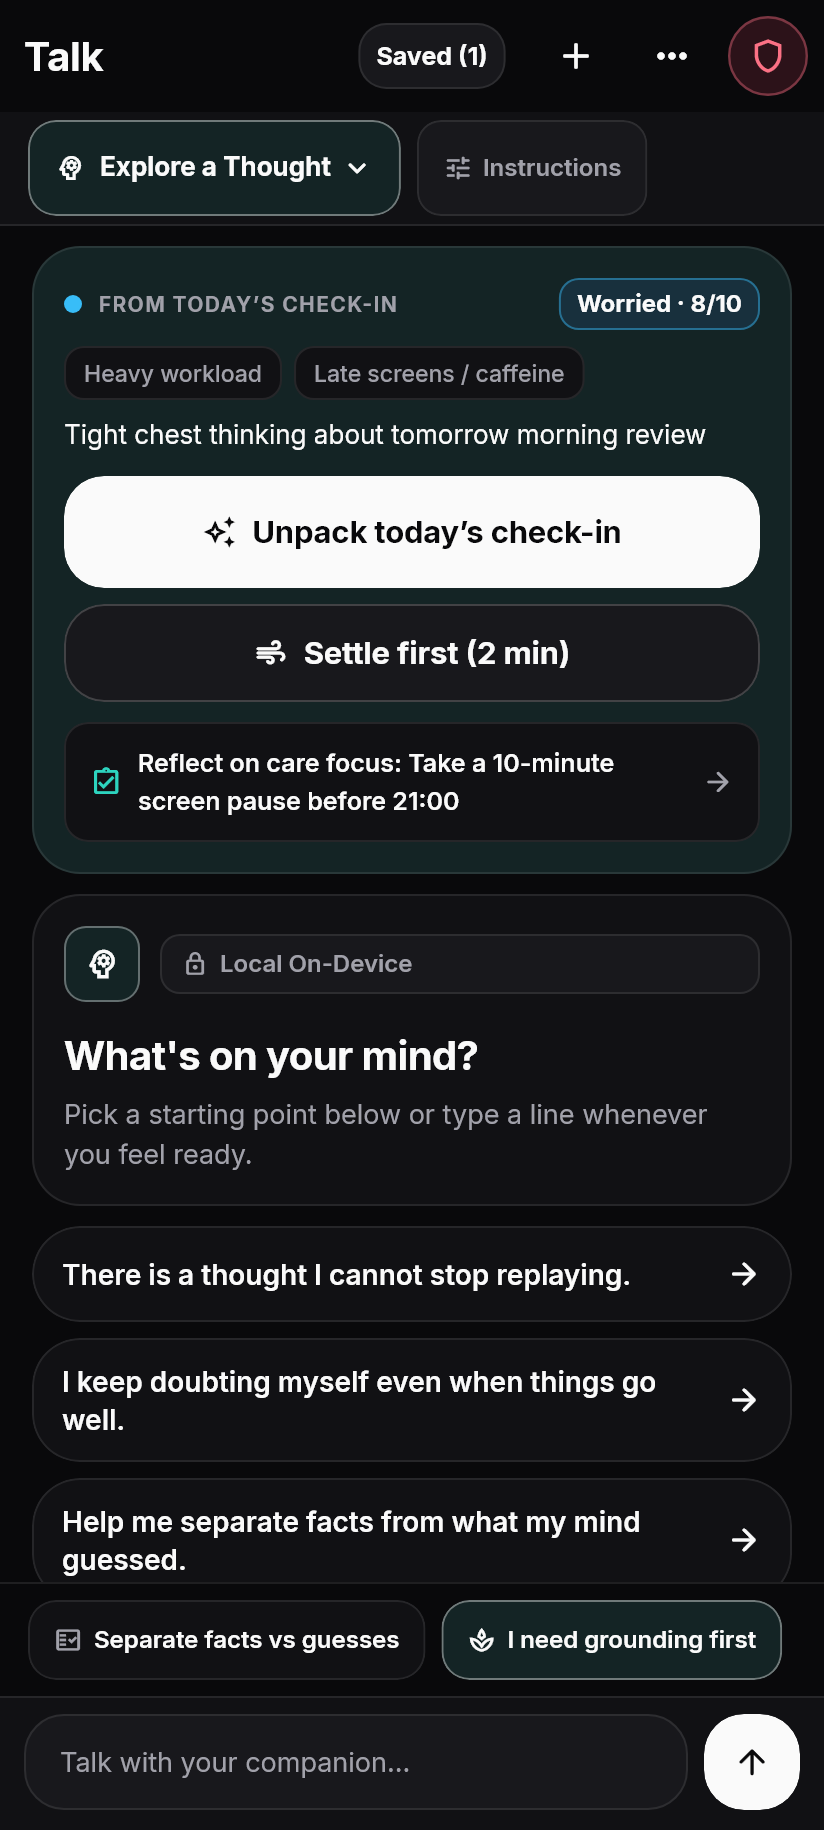 Talk
Saved (1)
Explore a Thought
Instructions
FROM TODAY’S CHECK-IN
Worried · 8/10
Heavy workload
Late screens / caffeine
Tight chest thinking about tomorrow morning review
Unpack today’s check-in
Settle first (2 min)
Reflect on care focus: Take a 10-minute
screen pause before 21:00
Local On-Device
What's on your mind?
Pick a starting point below or type a line whenever
you feel ready.
There is a thought I cannot stop replaying.
I keep doubting myself even when things go
well.
Help me separate facts from what my mind
guessed.
Separate facts vs guesses
I need grounding first
Talk with your companion...